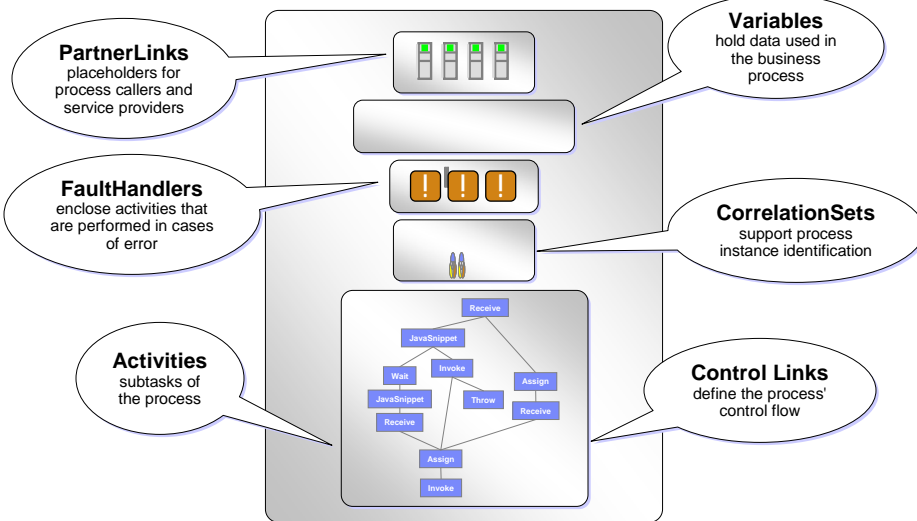 PartnerLinks
placeholders for
process callers and
service providers
Variables
hold data used in
the business
process
FaultHandlers
enclose activities that
are performed in cases
of error
! ! !
CorrelationSets
support process
instance identification
Activities
subtasks of
the process
Control Links
define the process'
control flow
Receive
JavaSnippet
Wait
Invoke
Assign
JavaSnippet
Throw
Receive
Receive
Assign
Invoke